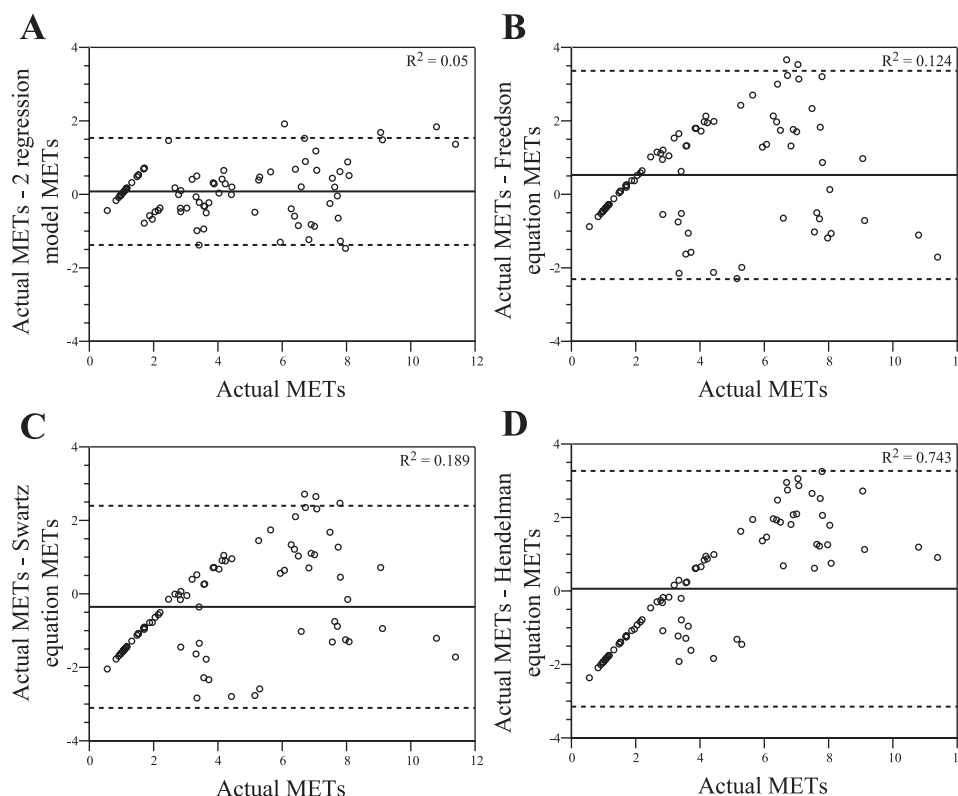 A
R² = 0.05
Actual METs - 2 regression
model METs
4
2
0
-2
-4
0 2 4 6 8 10 12
Actual METs
B
R² = 0.124
Actual METs - Freedson
equation METs
4
2
0
-2
-4
0 2 4 6 8 10 12
Actual METs
C
R² = 0.189
Actual METs - Swartz
equation METs
4
2
0
-2
-4
0 2 4 6 8 10 12
Actual METs
D
R² = 0.743
Actual METs - Hendelman
equation METs
4
2
0
-2
-4
0 2 4 6 8 10 12
Actual METs